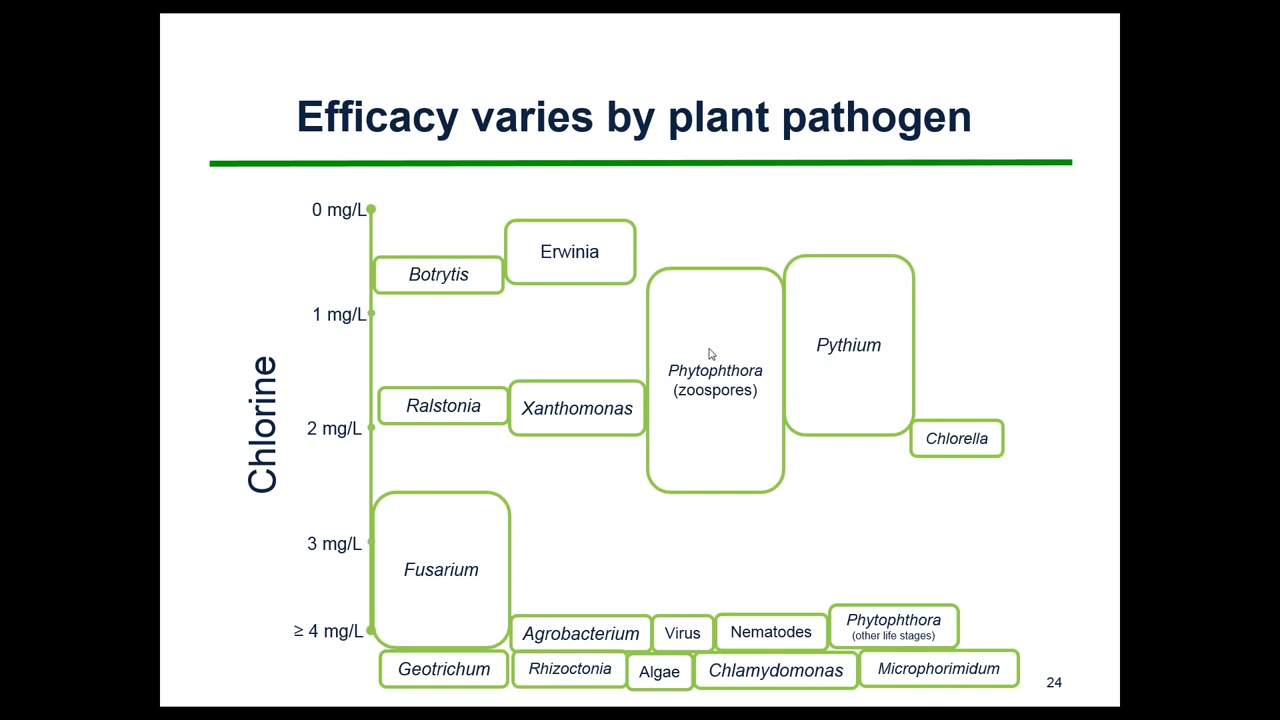 Efficacy varies by plant pathogen
Chlorine
0 mg/L
1 mg/L
2 mg/L
3 mg/L
≥ 4 mg/L
Erwinia
Botrytis
Pythium
Phytophthora
(zoospores)
Ralstonia
Xanthomonas
Chlorella
Fusarium
Agrobacterium
Virus
Nematodes
Phytophthora
(other life stages)
Geotrichum
Rhizoctonia
Algae
Chlamydomonas
Microphorimidum
24